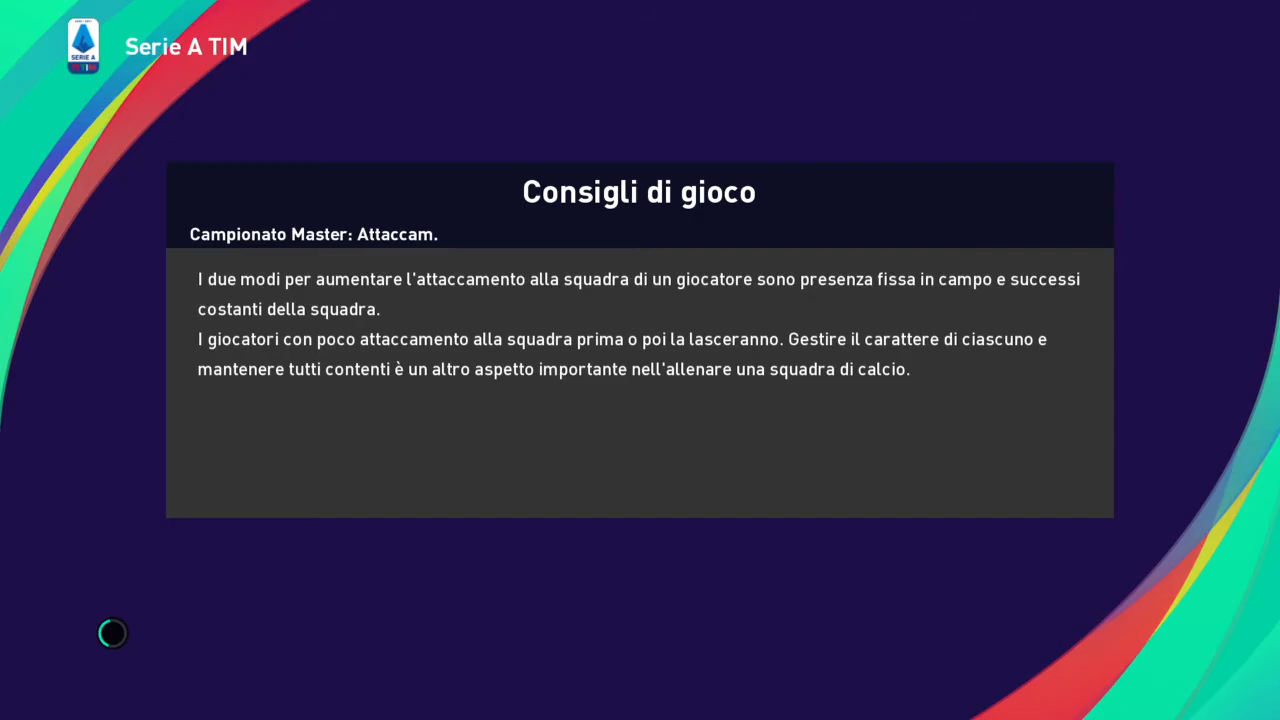 SERIE A
TIM
Serie A TIM
Consigli di gioco
Campionato Master: Attaccam.
I due modi per aumentare l'attaccamento alla squadra di un giocatore sono presenza fissa in campo e successi
costanti della squadra.
I giocatori con poco attaccamento alla squadra prima o poi la lasceranno. Gestire il carattere di ciascuno e
mantenere tutti contenti è un altro aspetto importante nell'allenare una squadra di calcio.